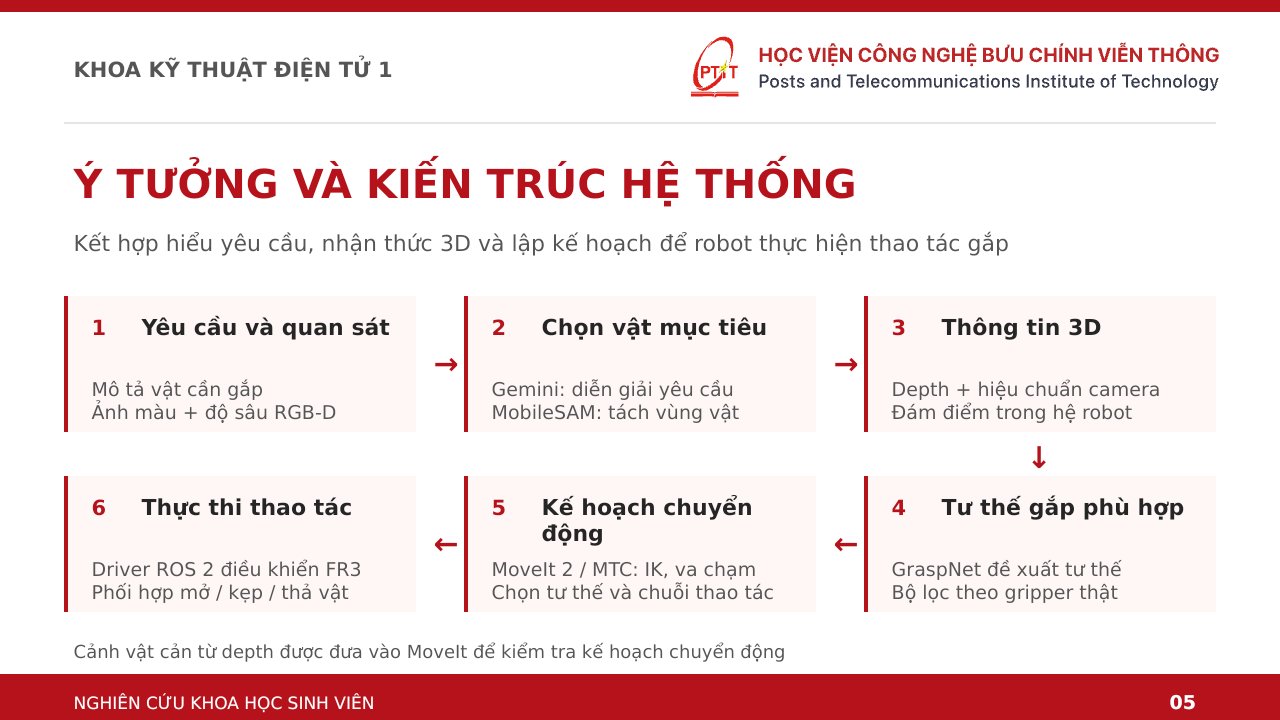 KHOA KỸ THUẬT ĐIỆN TỬ 1
PTIT
HỌC VIỆN CÔNG NGHỆ BƯU CHÍNH VIỄN THÔNG
Posts and Telecommunications Institute of Technology
Ý TƯỞNG VÀ KIẾN TRÚC HỆ THỐNG
Kết hợp hiểu yêu cầu, nhận thức 3D và lập kế hoạch để robot thực hiện thao tác gắp
1 Yêu cầu và quan sát
Mô tả vật cần gắp
Ảnh màu + độ sâu RGB-D
→
2 Chọn vật mục tiêu
Gemini: diễn giải yêu cầu
MobileSAM: tách vùng vật
→
3 Thông tin 3D
Depth + hiệu chuẩn camera
Đám điểm trong hệ robot
↓
6 Thực thi thao tác
Driver ROS 2 điều khiển FR3
Phối hợp mở / kẹp / thả vật
←
5 Kế hoạch chuyển
động
MoveIt 2 / MTC: IK, va chạm
Chọn tư thế và chuỗi thao tác
←
4 Tư thế gắp phù hợp
GraspNet đề xuất tư thế
Bộ lọc theo gripper thật
Cảnh vật cản từ depth được đưa vào MoveIt để kiểm tra kế hoạch chuyển động
NGHIÊN CỨU KHOA HỌC SINH VIÊN
05